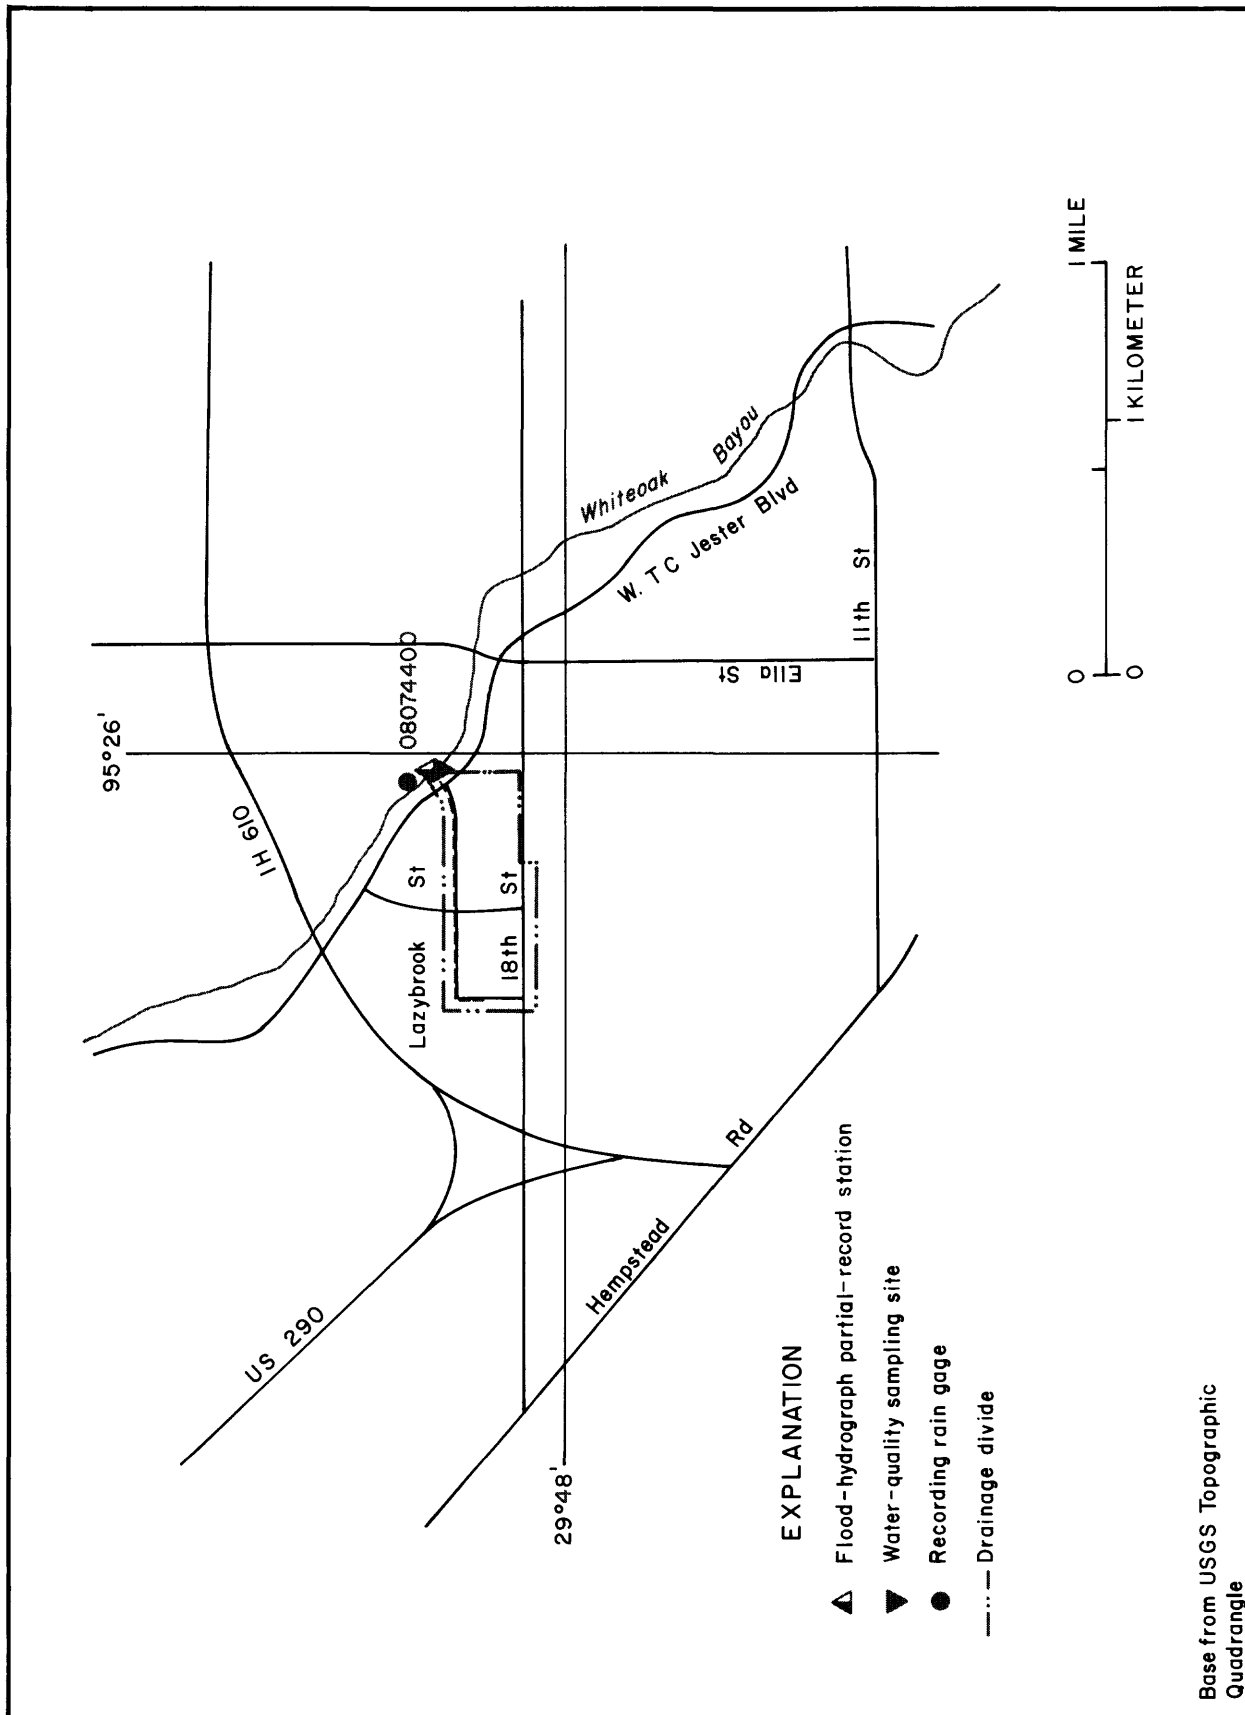 95°26'
IH 610
08074400
US 290
Lazybrook St
18th St
Whiteoak Bayou
W. T C Jester Blvd
Ella St
11th St
29°48'
Hempstead Rd
EXPLANATION
Flood-hydrograph partial-record station
Water-quality sampling site
Recording rain gage
Drainage divide
0 1 MILE
0 1 KILOMETER
Base from USGS Topographic
Quadrangle